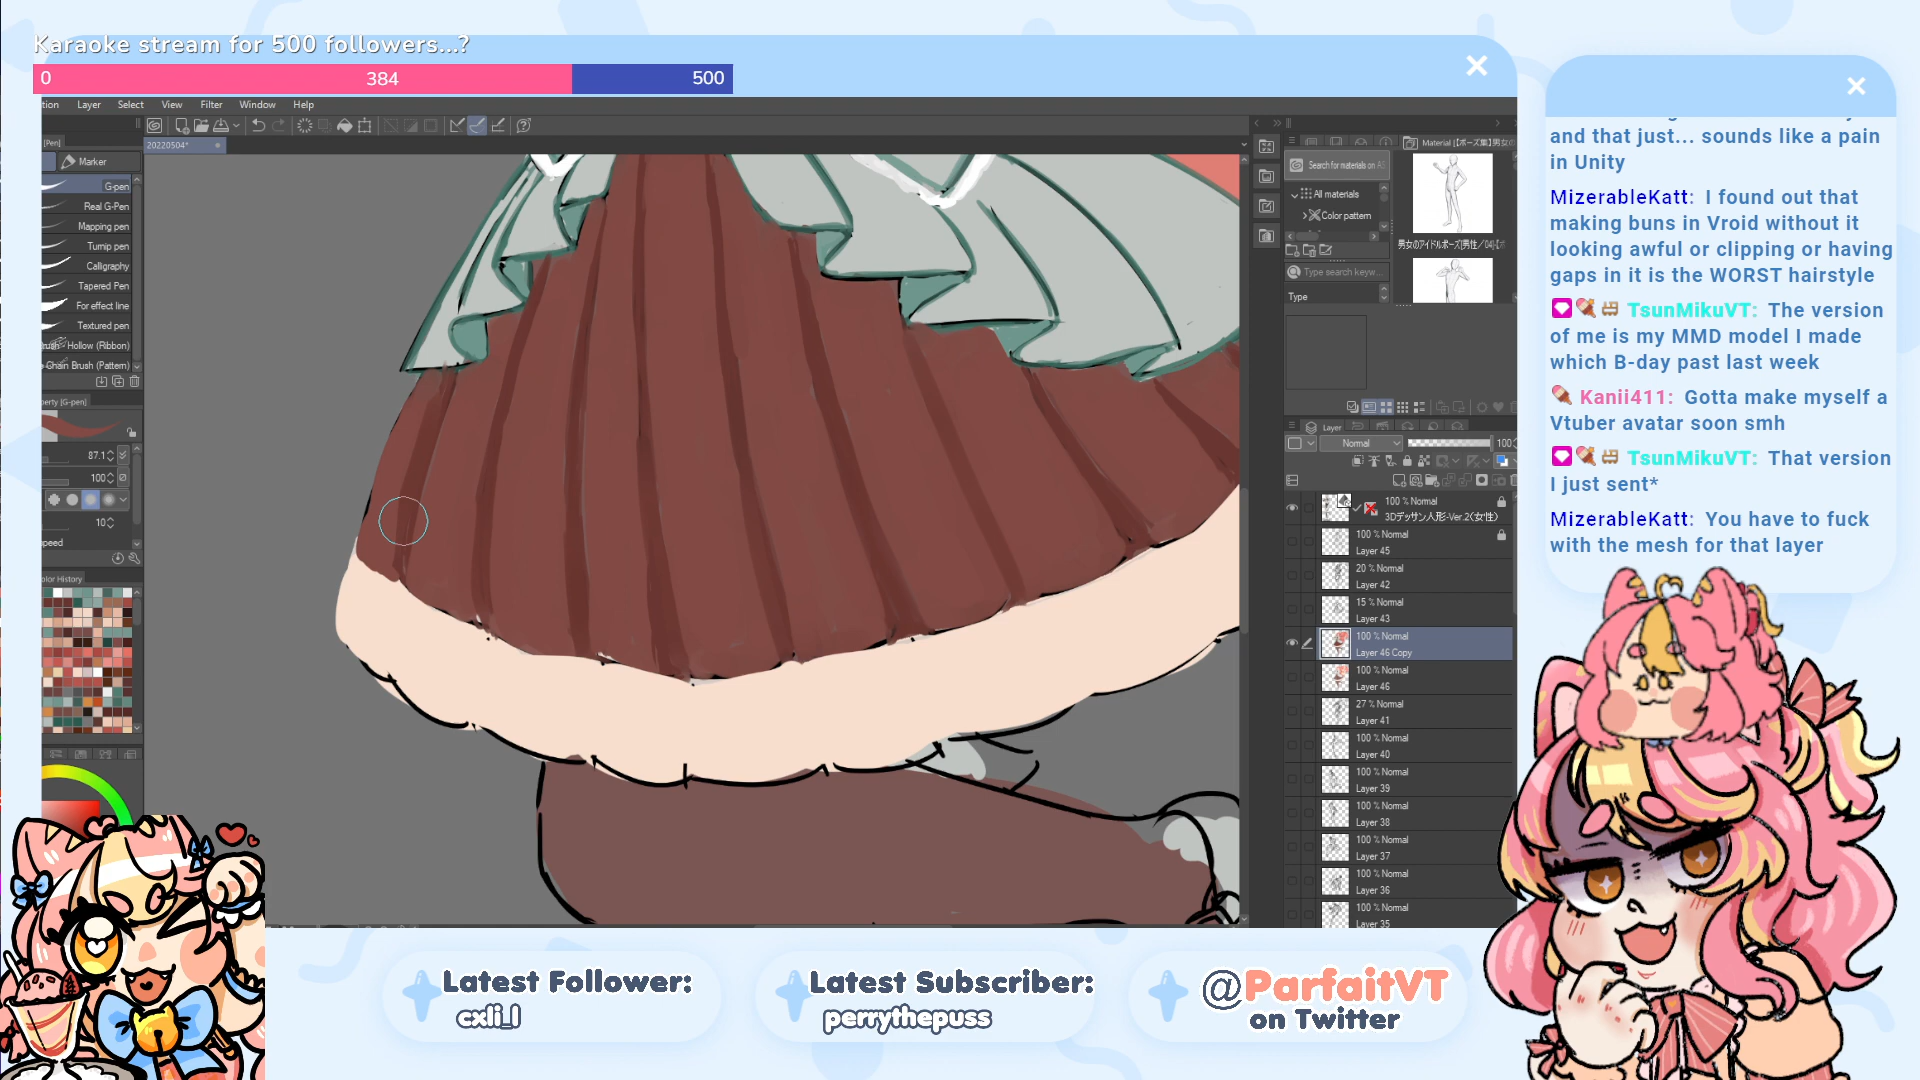 Karaoke stream for 500 followers...?
0 384 500
tion Layer Select View Filter Window Help
[Pen]
Marker
20220504*
G-pen
Real G-Pen
Mapping pen
Turnip pen
Calligraphy
Tapered Pen
For effect line
Textured pen
Hollow (Ribbon)
Chain Brush (Pattern)
perty [G-pen]
87.1
100
10
peed
olor History
Material
Search for materials on
All materials
Color pattern
Type search keyw...
Type
Layer
Normal
100
100 % Normal
3Dデッサン人形-Ver.2(女性)
100 % Normal
Layer 45
20 % Normal
Layer 42
15 % Normal
Layer 43
100 % Normal
Layer 46 Copy
100 % Normal
Layer 46
27 % Normal
Layer 41
100 % Normal
Layer 40
100 % Normal
Layer 39
100 % Normal
Layer 38
100 % Normal
Layer 37
100 % Normal
Layer 36
100 % Normal
Layer 35
and that just... sounds like a pain
in Unity
MizerableKatt: I found out that
making buns in Vroid without it
looking awful or clipping or having
gaps in it is the WORST hairstyle
TsunMikuVT: The version
of me is my MMD model I made
which B-day past last week
Kanii411: Gotta make myself a
Vtuber avatar soon smh
TsunMikuVT: That version
I just sent*
MizerableKatt: You have to fuck
with the mesh for that layer
Latest Follower:
cxli_l
Latest Subscriber:
perrythepuss
@ParfaitVT
on Twitter